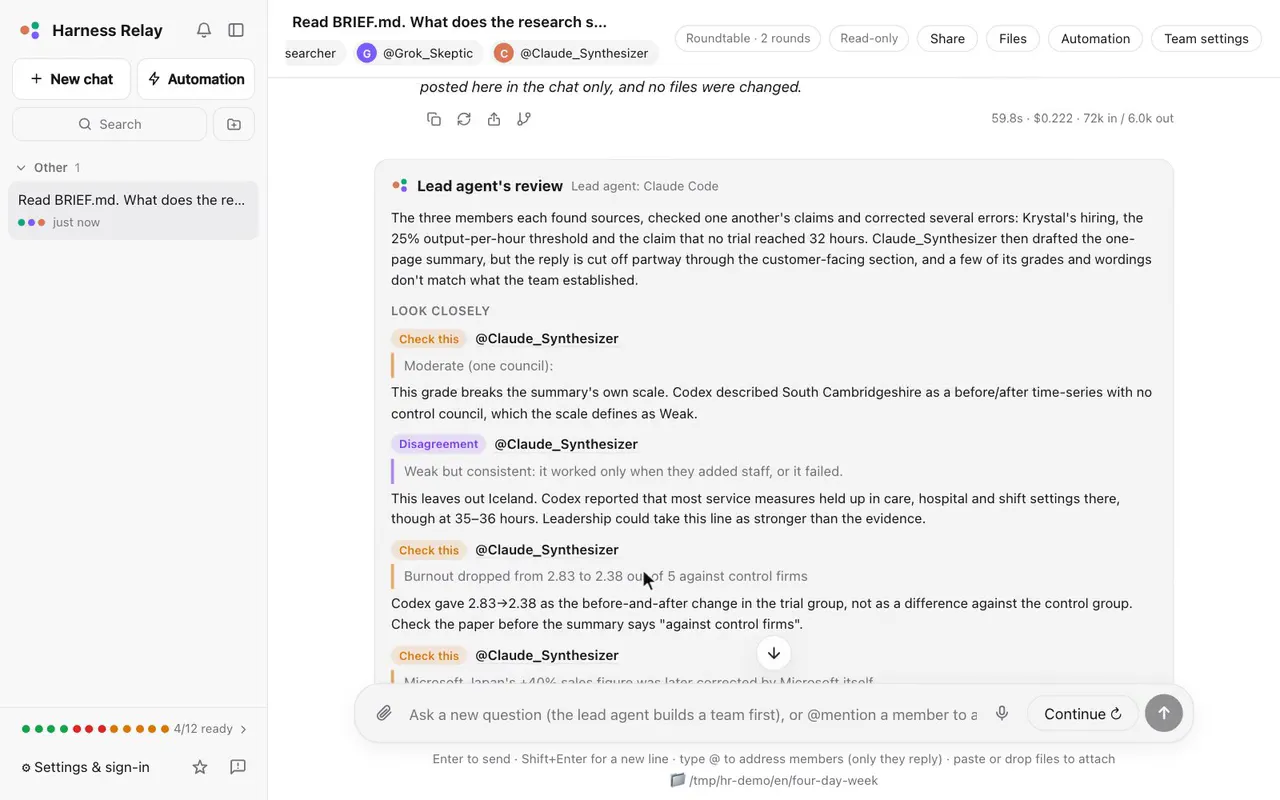 Harness Relay
+ New chat
Automation
Search
Other 1
Read BRIEF.md. What does the re...
just now
4/12 ready
Settings & sign-in
Read BRIEF.md. What does the research s...
searcher
G @Grok_Skeptic
C @Claude_Synthesizer
Roundtable · 2 rounds
Read-only
Share
Files
Automation
Team settings
posted here in the chat only, and no files were changed.
59.8s · $0.222 · 72k in / 6.0k out
Lead agent's review Lead agent: Claude Code
The three members each found sources, checked one another's claims and corrected several errors: Krystal's hiring, the
25% output-per-hour threshold and the claim that no trial reached 32 hours. Claude_Synthesizer then drafted the one-
page summary, but the reply is cut off partway through the customer-facing section, and a few of its grades and wordings
don't match what the team established.
LOOK CLOSELY
Check this @Claude_Synthesizer
Moderate (one council):
This grade breaks the summary's own scale. Codex described South Cambridgeshire as a before/after time-series with no
control council, which the scale defines as Weak.
Disagreement @Claude_Synthesizer
Weak but consistent: it worked only when they added staff, or it failed.
This leaves out Iceland. Codex reported that most service measures held up in care, hospital and shift settings there,
though at 35–36 hours. Leadership could take this line as stronger than the evidence.
Check this @Claude_Synthesizer
Burnout dropped from 2.83 to 2.38 out of 5 against control firms
Codex gave 2.83→2.38 as the before-and-after change in the trial group, not as a difference against the control group.
Check the paper before the summary says "against control firms".
Check this @Claude_Synthesizer
Microsoft Japan's +40% sales figure was later corrected by Microsoft itself
Ask a new question (the lead agent builds a team first), or @mention a member to a
Continue
Enter to send · Shift+Enter for a new line · type @ to address members (only they reply) · paste or drop files to attach
/tmp/hr-demo/en/four-day-week